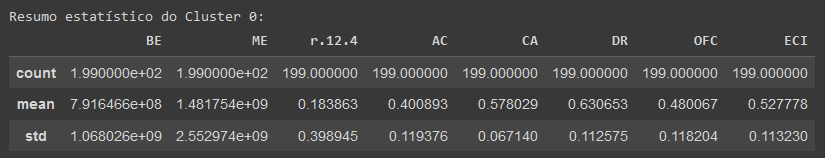 Resumo estatístico do Cluster 0:
BE ME r.12.4 AC CA DR OFC ECI
count 1.990000e+02 1.990000e+02 199.000000 199.000000 199.000000 199.000000 199.000000 199.000000
mean 7.916466e+08 1.481754e+09 0.183863 0.400893 0.578029 0.630653 0.480067 0.527778
std 1.068026e+09 2.552974e+09 0.398945 0.119376 0.067140 0.112575 0.118204 0.113230